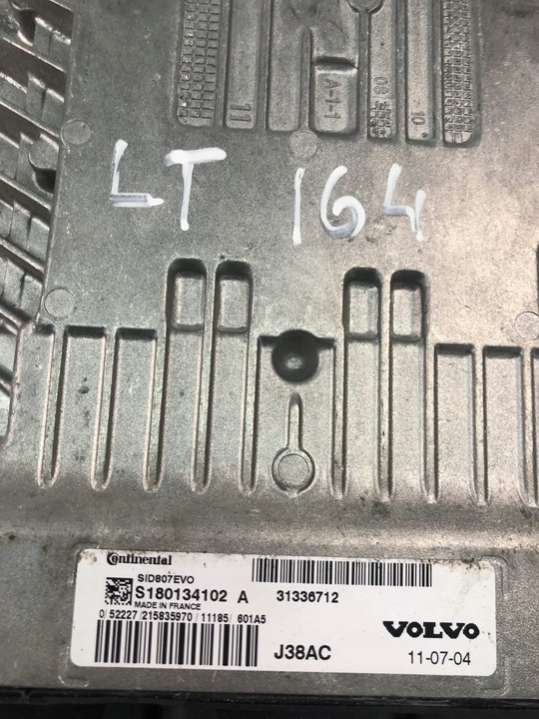 11
A-1-1
08
10
LT 164
Continental
SID807EVO
S180134102 A
31336712
MADE IN FRANCE
0/52227/215835970/11185/601A5
J38AC
VOLVO
11-07-04